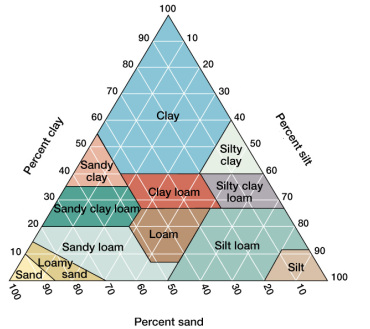 100
90
10
80
20
70
30
60
40
Clay
50
50
Percent clay
Percent silt
40
Sandy
clay
Silty
clay
60
30
Clay loam
Silty clay
loam
70
Sandy clay loam
20
Loam
80
Sandy loam
Silt loam
10
90
Loamy
sand
Sand
Silt
100
100
90
80
70
60
50
40
30
20
10
Percent sand